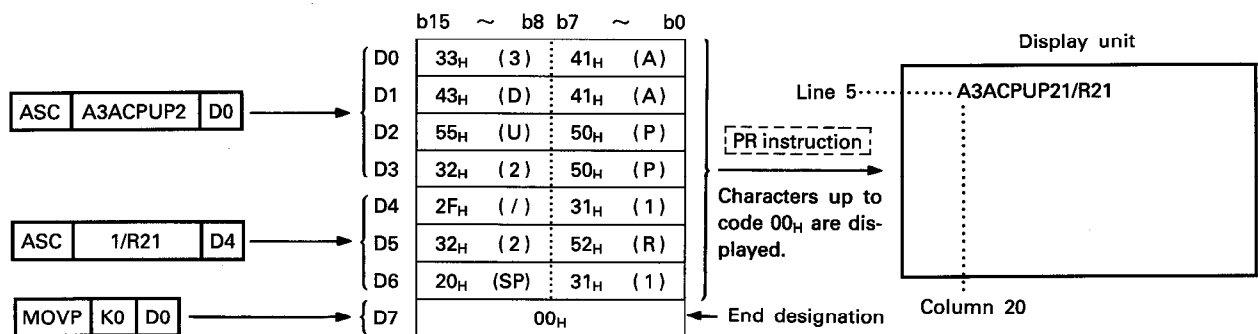 b15 ~ b8 b7 ~ b0
Display unit
D0 33H (3) 41H (A)
Line 5 A3ACPUP21/R21
D1 43H (D) 41H (A)
ASC A3ACPUP2 D0
D2 55H (U) 50H (P)
PR instruction
D3 32H (2) 50H (P)
Characters up to
code 00H are dis-
played.
D4 2FH (/) 31H (1)
ASC 1/R21 D4
D5 32H (2) 52H (R)
D6 20H (SP) 31H (1)
Column 20
MOVP K0 D0
D7 00H
End designation